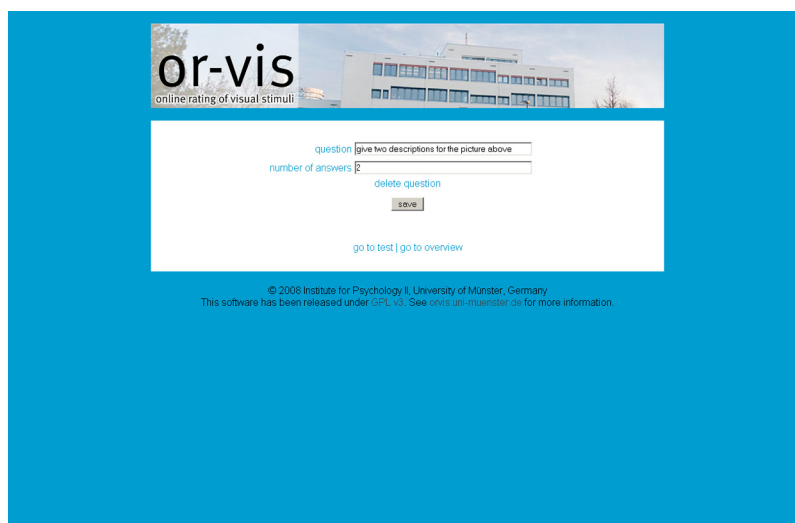 or-vis
online rating of visual stimuli
question give two descriptions for the picture above
number of answers 2
delete question
save
go to test | go to overview
© 2008 Institute for Psychology II, University of Münster, Germany
This software has been released under GPL v3. See orvis.uni-muenster.de for more information.